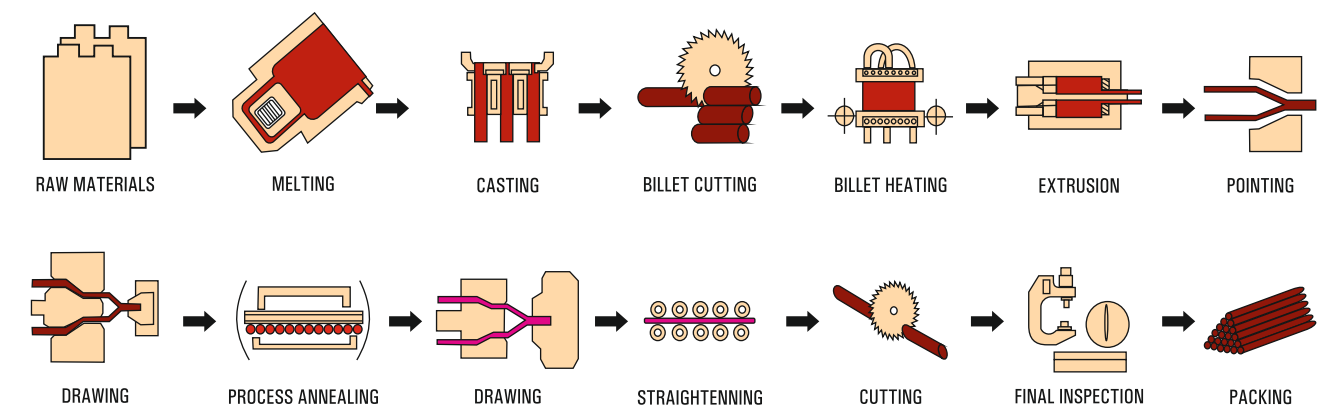 RAW MATERIALS
MELTING
CASTING
BILLET CUTTING
BILLET HEATING
EXTRUSION
POINTING
DRAWING
PROCESS ANNEALING
DRAWING
STRAIGHTENNING
CUTTING
FINAL INSPECTION
PACKING